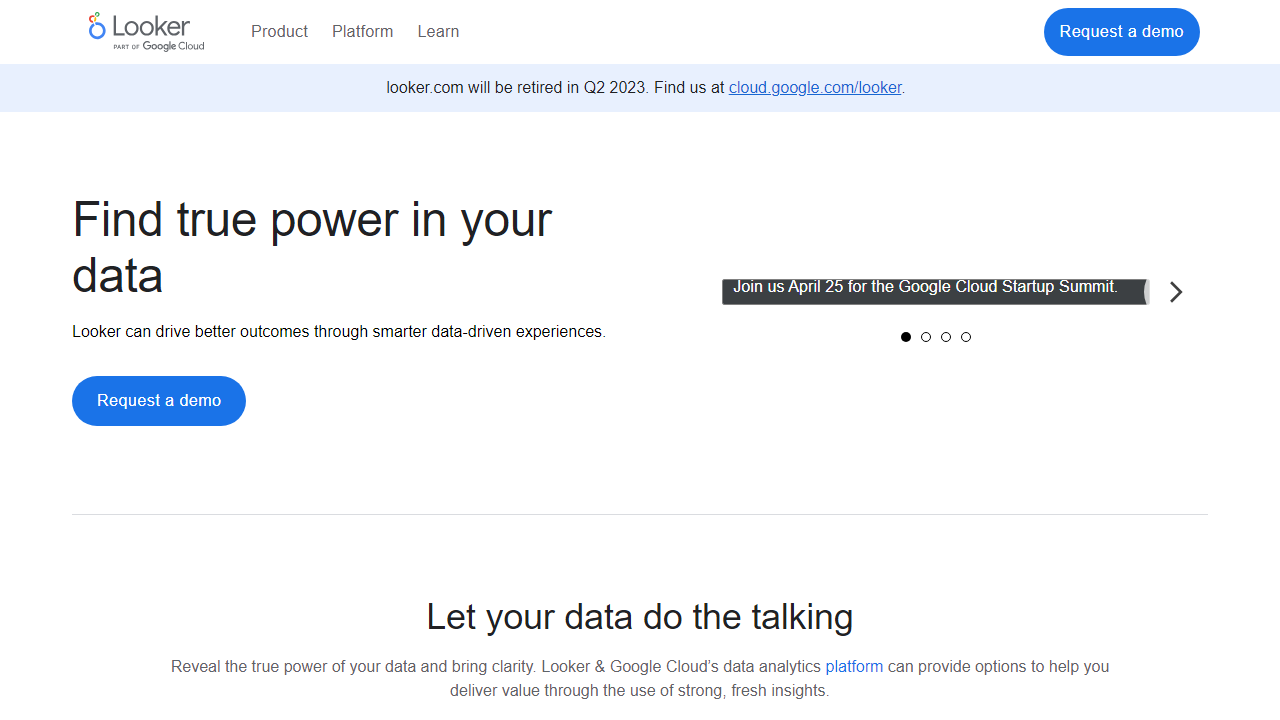 Looker
PART OF Google Cloud
Product
Platform
Learn
Request a demo
looker.com will be retired in Q2 2023. Find us at cloud.google.com/looker.
Find true power in your
data
Looker can drive better outcomes through smarter data-driven experiences.
Request a demo
Join us April 25 for the Google Cloud Startup Summit.
Let your data do the talking
Reveal the true power of your data and bring clarity. Looker & Google Cloud’s data analytics platform can provide options to help you
deliver value through the use of strong, fresh insights.